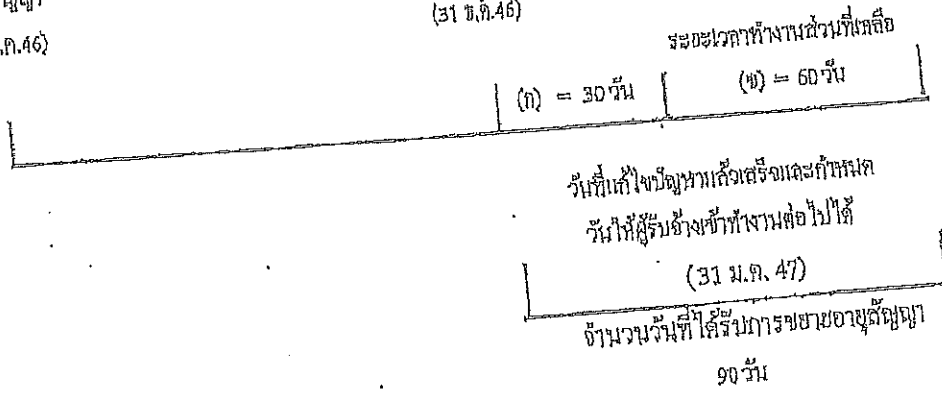 (31 ธ.ค.46)
.ค.46)
ระยะเวลาทำงานส่วนที่เหลือ
(ก) = 30 วัน
(ข) = 60 วัน
วันที่แก้ไขปัญหาแล้วเสร็จและกำหนด
วันให้ผู้รับจ้างเข้าทำงานต่อไปได้
(31 ม.ค. 47)
จำนวนวันที่ได้รับการขยายอายุสัญญา
90 วัน